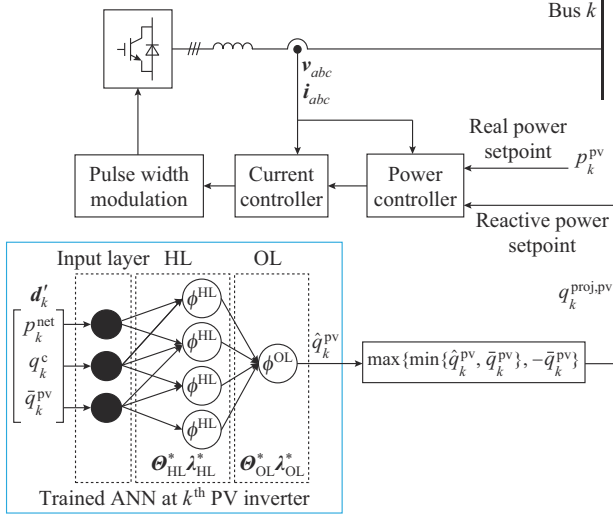 Bus k
v_abc
i_abc
Real power
setpoint
p_k^pv
Pulse width
modulation
Current
controller
Power
controller
Reactive power
setpoint
Input layer
HL
OL
d′_k
p_k^net
q_k^c
q̄_k^pv
ϕ^HL
ϕ^HL
ϕ^HL
ϕ^HL
ϕ^OL
q̂_k^pv
q_k^proj,pv
max{min{q̂_k^pv, q̄_k^pv}, −q̄_k^pv}
Θ*_HL λ*_HL
Θ*_OL λ*_OL
Trained ANN at k^th PV inverter